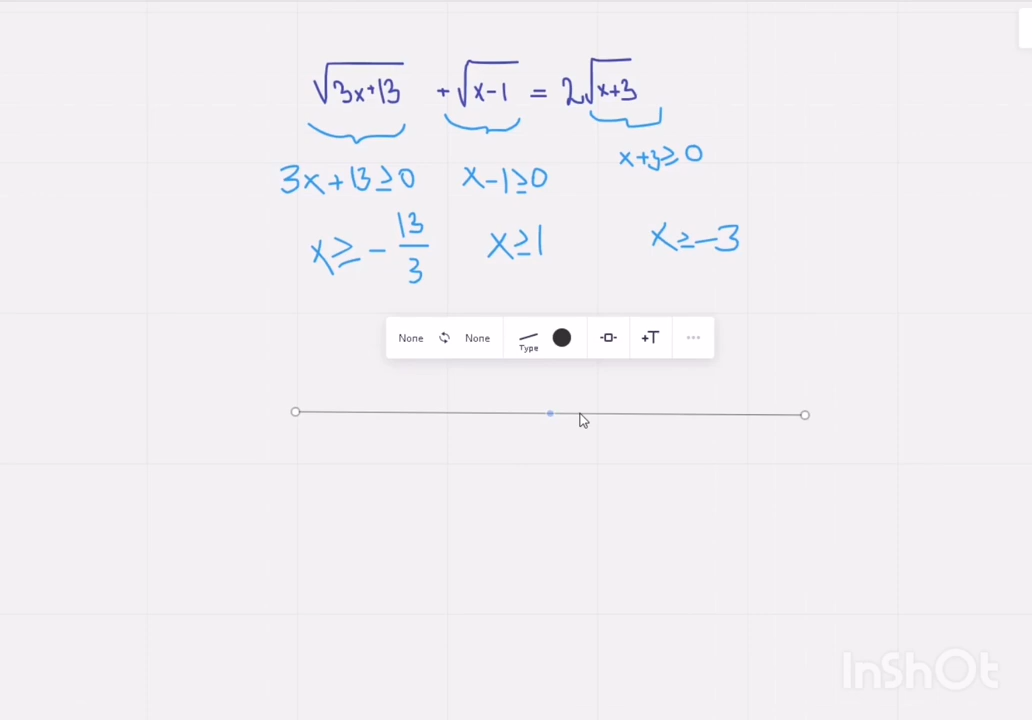 √(3x+13) + √(x-1) = 2√(x+3)
x+3≥0
3x+13≥0 x-1≥0
x≥-13/3 x≥1 x≥-3
None None Type +T
InShOt